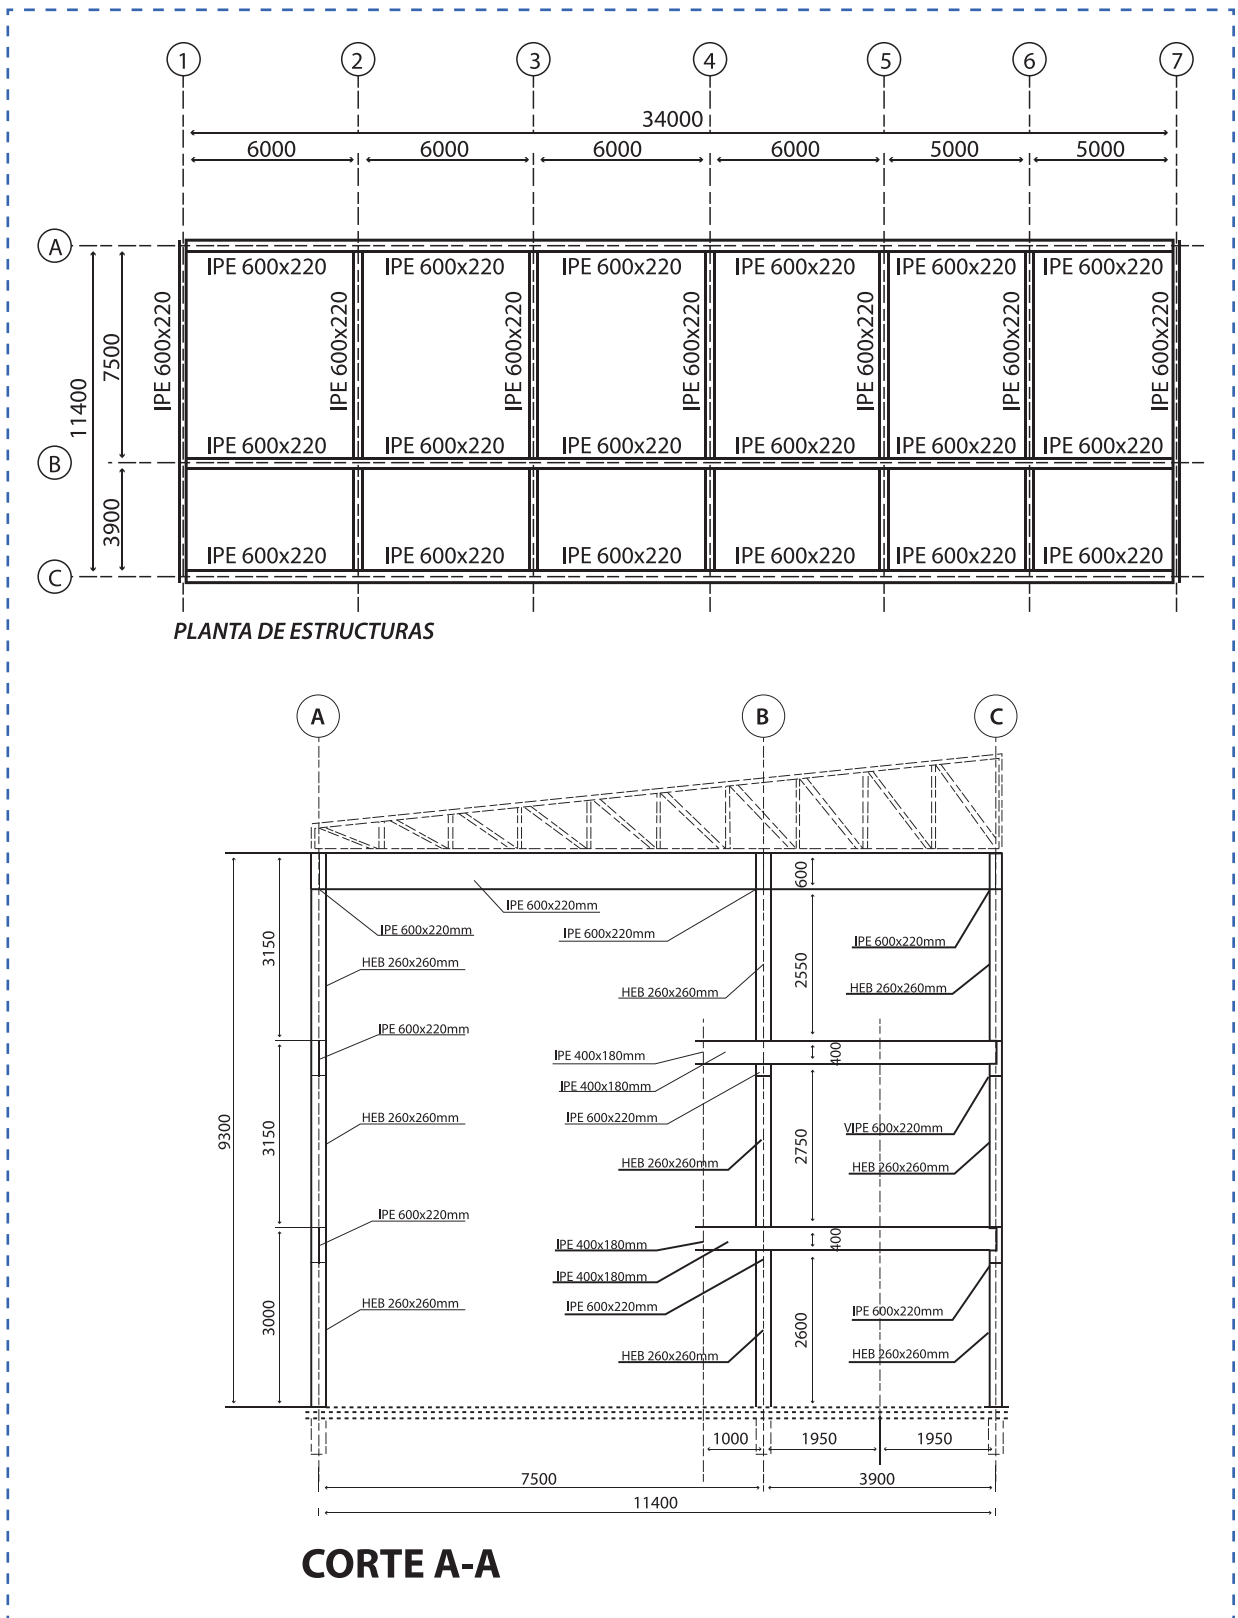 1 2 3 4 5 6 7
34000
6000 6000 6000 6000 5000 5000
A
IPE 600x220 IPE 600x220 IPE 600x220 IPE 600x220 IPE 600x220 IPE 600x220
IPE 600x220 IPE 600x220 IPE 600x220 IPE 600x220 IPE 600x220 IPE 600x220 IPE 600x220
7500
11400
IPE 600x220 IPE 600x220 IPE 600x220 IPE 600x220 IPE 600x220 IPE 600x220
B
3900
IPE 600x220 IPE 600x220 IPE 600x220 IPE 600x220 IPE 600x220 IPE 600x220
C
PLANTA DE ESTRUCTURAS
A B C
600
IPE 600x220mm
IPE 600x220mm
IPE 600x220mm
IPE 600x220mm
3150
HEB 260x260mm
2550
HEB 260x260mm
HEB 260x260mm
IPE 600x220mm
IPE 400x180mm
400
IPE 400x180mm
IPE 600x220mm
HEB 260x260mm
VIPE 600x220mm
9300
3150
2750
HEB 260x260mm
HEB 260x260mm
IPE 600x220mm
IPE 400x180mm
400
IPE 400x180mm
HEB 260x260mm
IPE 600x220mm
IPE 600x220mm
3000
2600
HEB 260x260mm
HEB 260x260mm
1000 1950 1950
7500 3900
11400
CORTE A-A